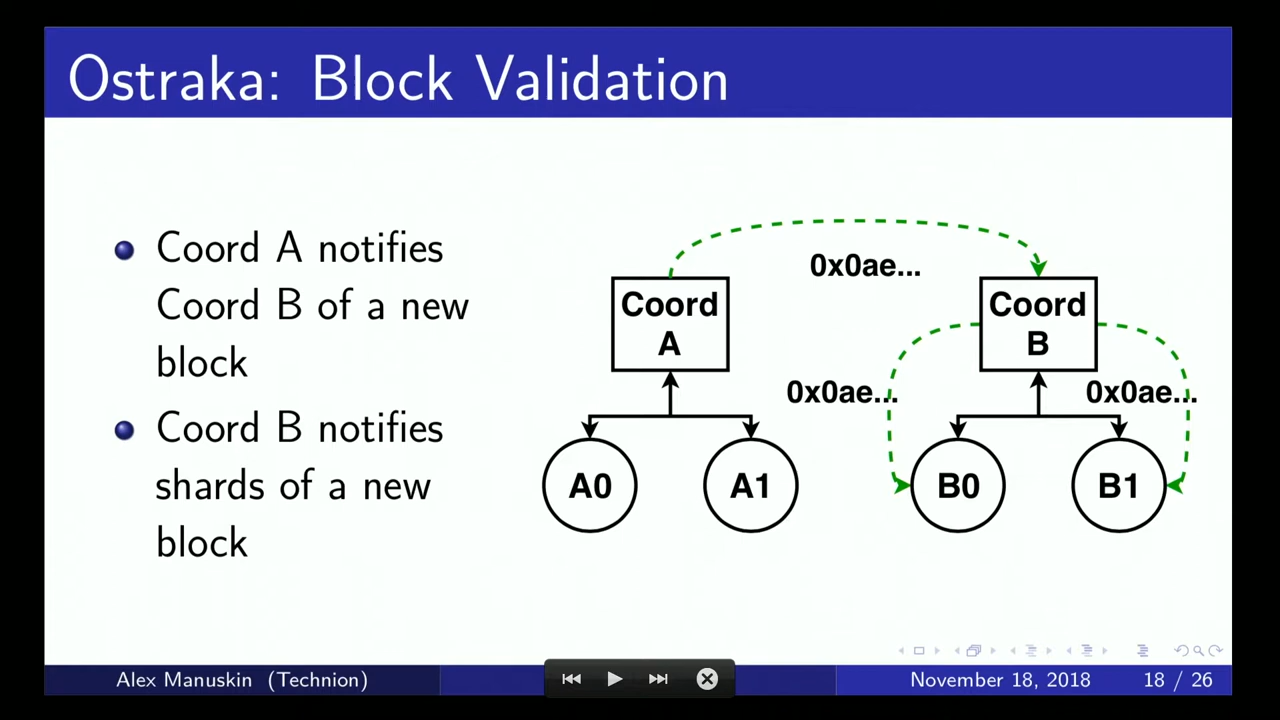 Ostraka: Block Validation
Coord A notifies
Coord B of a new
block
Coord B notifies
shards of a new
block
0x0ae...
Coord
A
Coord
B
0x0ae...
0x0ae...
A0
A1
B0
B1
Alex Manuskin (Technion)
November 18, 2018
18 / 26